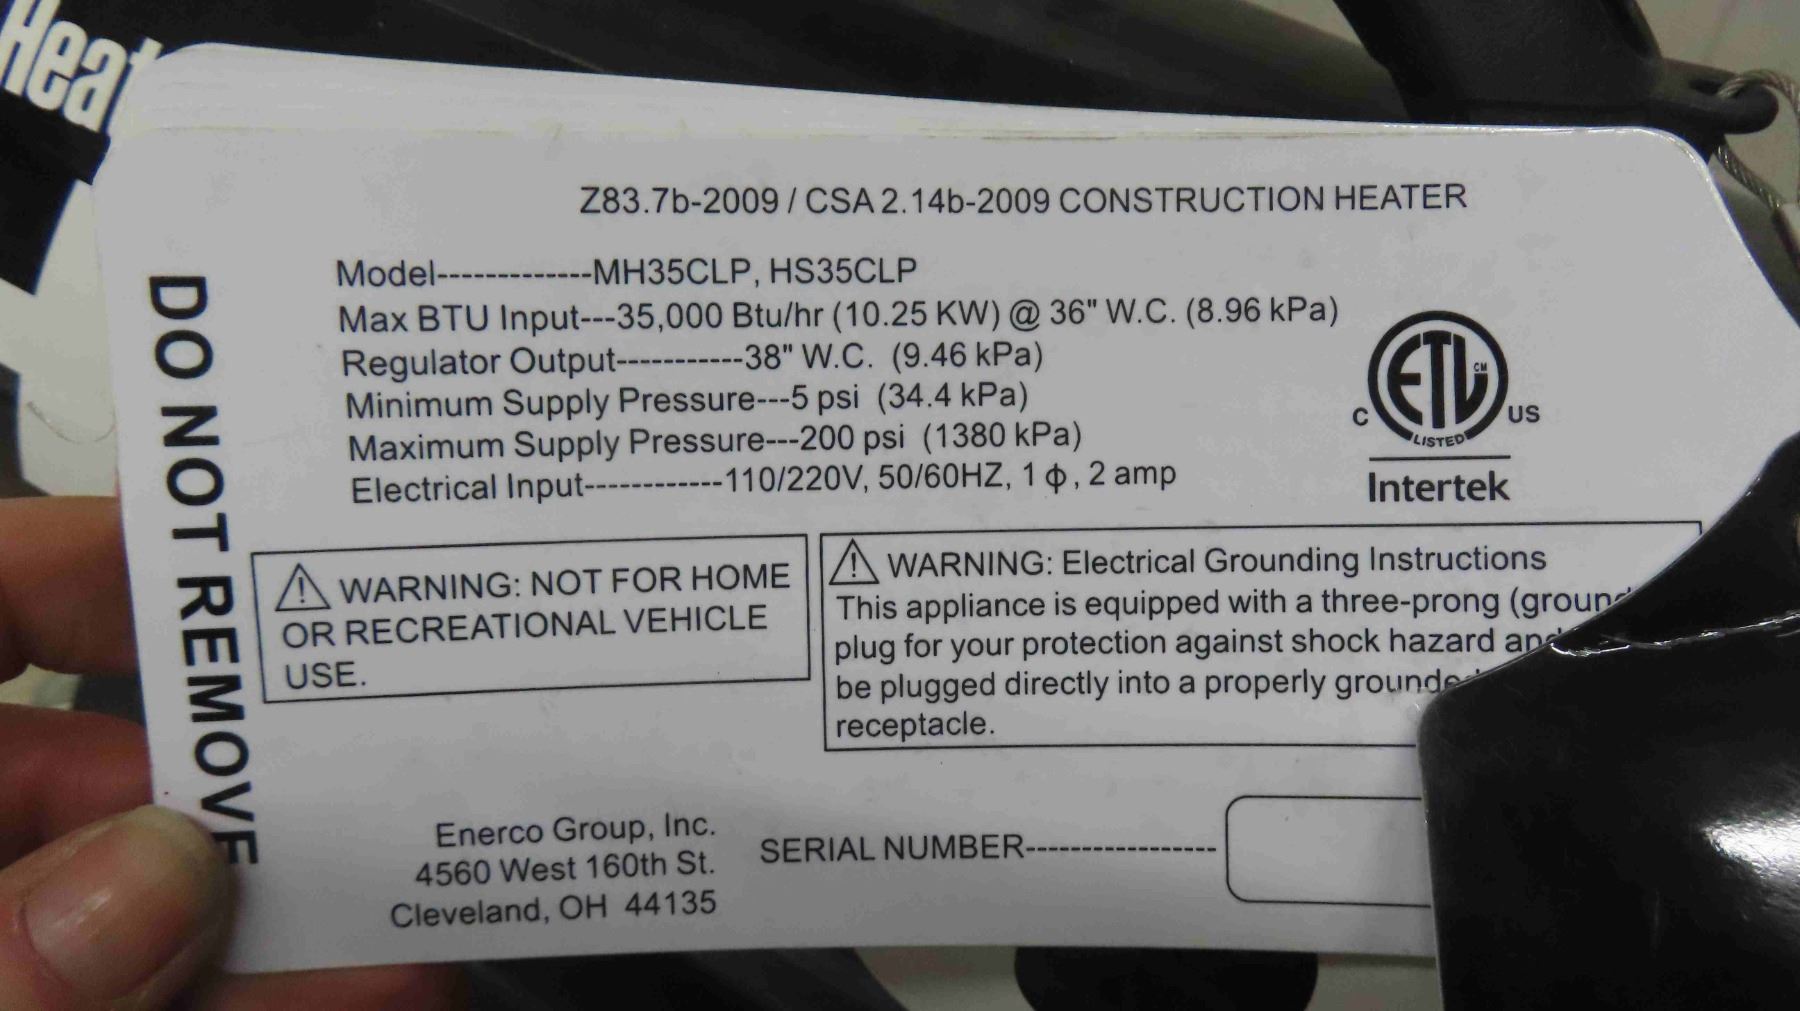 Heat
DO NOT REMOVE
Z83.7b-2009 / CSA 2.14b-2009 CONSTRUCTION HEATER
Model-------------MH35CLP, HS35CLP
Max BTU Input---35,000 Btu/hr (10.25 KW) @ 36" W.C. (8.96 kPa)
Regulator Output-----------38" W.C. (9.46 kPa)
Minimum Supply Pressure---5 psi (34.4 kPa)
Maximum Supply Pressure---200 psi (1380 kPa)
Electrical Input------------110/220V, 50/60HZ, 1 ϕ, 2 amp
C ETL CM US
LISTED
Intertek
WARNING: NOT FOR HOME
OR RECREATIONAL VEHICLE
USE.
WARNING: Electrical Grounding Instructions
This appliance is equipped with a three-prong (ground
plug for your protection against shock hazard and
be plugged directly into a properly grounde
receptacle.
Enerco Group, Inc.
4560 West 160th St.
Cleveland, OH 44135
SERIAL NUMBER-----------------